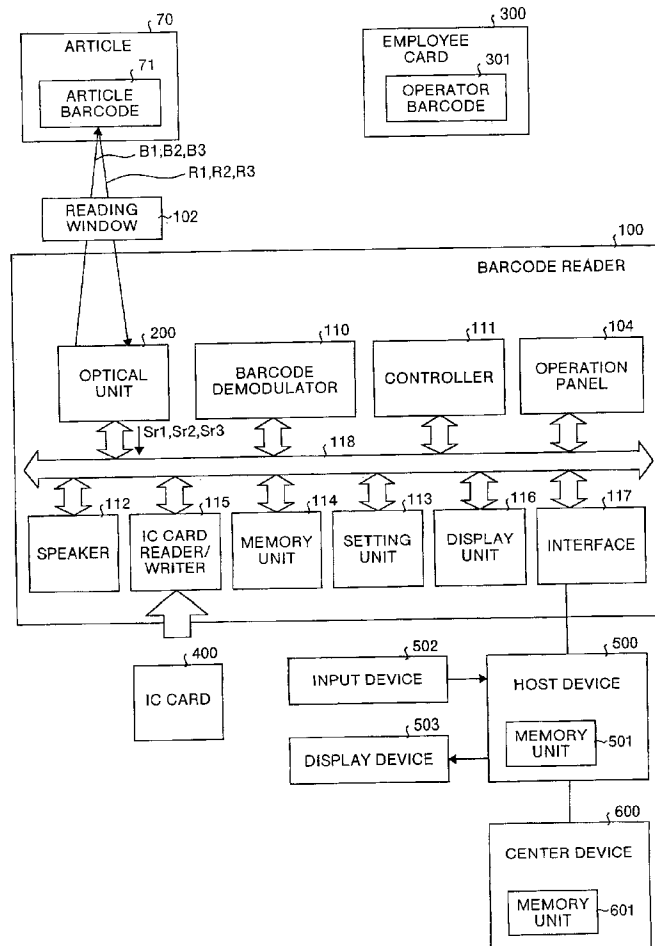 70
ARTICLE
71
ARTICLE
BARCODE
300
EMPLOYEE
CARD
301
OPERATOR
BARCODE
B1,B2,B3
R1,R2,R3
READING
WINDOW
102
100
BARCODE READER
200
OPTICAL
UNIT
110
BARCODE
DEMODULATOR
111
CONTROLLER
104
OPERATION
PANEL
Sr1,Sr2,Sr3
118
112
SPEAKER
115
IC CARD
READER/
WRITER
114
MEMORY
UNIT
113
SETTING
UNIT
116
DISPLAY
UNIT
117
INTERFACE
400
IC CARD
502
INPUT DEVICE
503
DISPLAY DEVICE
500
HOST DEVICE
MEMORY
UNIT
501
600
CENTER DEVICE
MEMORY
UNIT
601